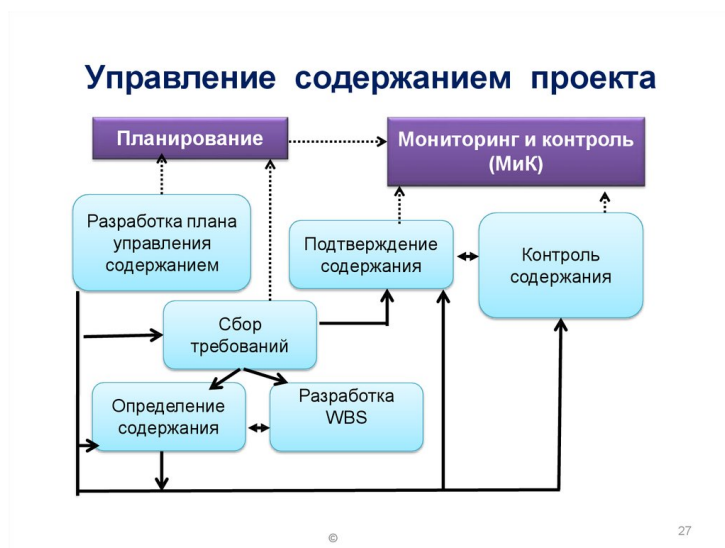 Управление содержанием проекта
Планирование
Мониторинг и контроль
(МиК)
Разработка плана
управления
содержанием
Подтверждение
содержания
Контроль
содержания
Сбор
требований
Определение
содержания
Разработка
WBS
©
27